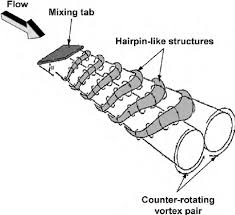 Flow
Mixing tab
Hairpin-like structures
Counter-rotating
vortex pair